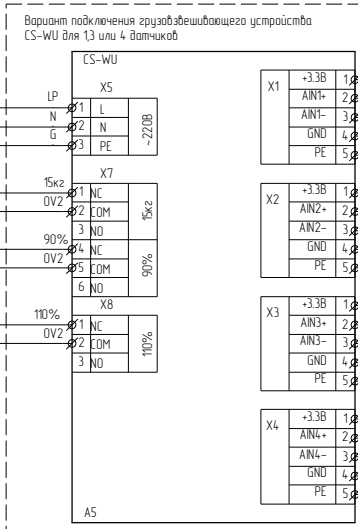 Вариант подключения грузовзвешивающего устройства
CS-WU для 1,3 или 4 датчиков
CS-WU
X5
LP 1 L
N 2 N
G 3 PE
~220В
X7
15кг 1 NC
0V2 2 COM
3 NO
15кг
90% 4 NC
0V2 5 COM
6 NO
90%
X8
110% 1 NC
0V2 2 COM
3 NO
110%
X1
+3.3В 1
AIN1+ 2
AIN1- 3
GND 4
PE 5
X2
+3.3В 1
AIN2+ 2
AIN2- 3
GND 4
PE 5
X3
+3.3В 1
AIN3+ 2
AIN3- 3
GND 4
PE 5
X4
+3.3В 1
AIN4+ 2
AIN4- 3
GND 4
PE 5
A5